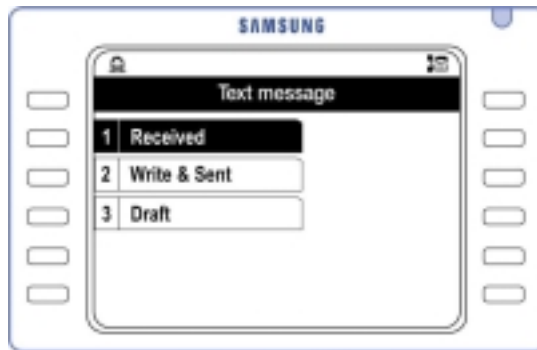 SAMSUNG
Text message
1 Received
2 Write & Sent
3 Draft